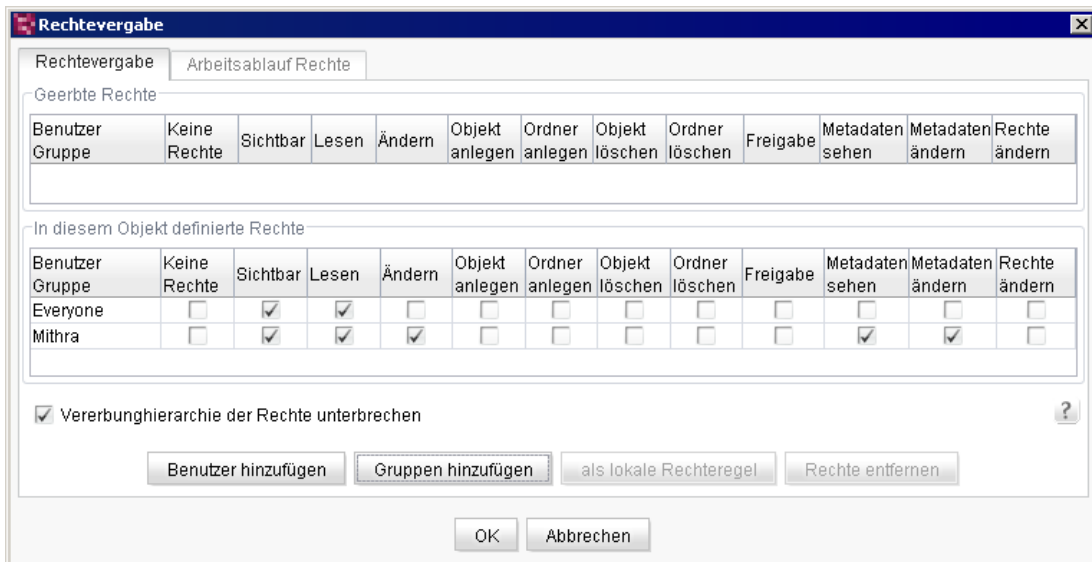 Rechtevergabe
Rechtevergabe Arbeitsablauf Rechte
Geerbte Rechte
Benutzer Gruppe Keine Rechte Sichtbar Lesen Ändern Objekt anlegen Ordner anlegen Objekt löschen Ordner löschen Freigabe Metadaten sehen Metadaten ändern Rechte ändern
In diesem Objekt definierte Rechte
Benutzer Gruppe Keine Rechte Sichtbar Lesen Ändern Objekt anlegen Ordner anlegen Objekt löschen Ordner löschen Freigabe Metadaten sehen Metadaten ändern Rechte ändern
Everyone
Mithra
Vererbunghierarchie der Rechte unterbrechen ?
Benutzer hinzufügen Gruppen hinzufügen als lokale Rechteregel Rechte entfernen
OK Abbrechen